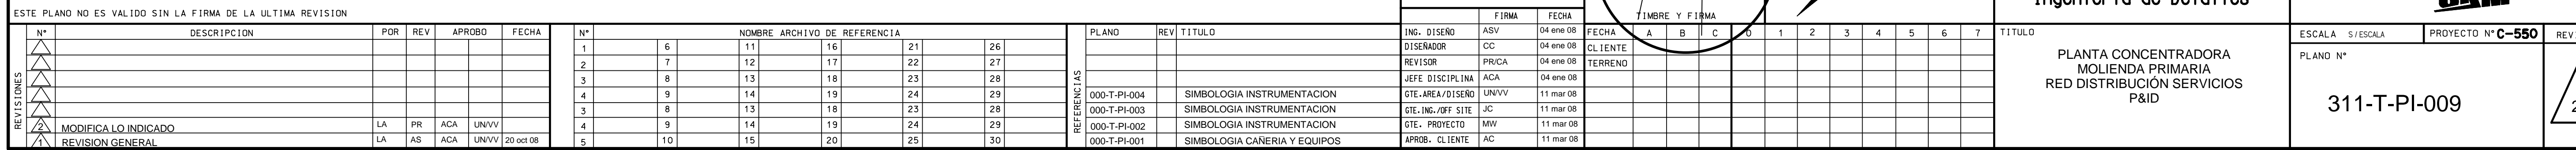 ESTE PLANO NO ES VALIDO SIN LA FIRMA DE LA ULTIMA REVISION
REVISIONES
N° DESCRIPCION POR REV APROBO FECHA
2 MODIFICA LO INDICADO LA PR ACA UN/VV
1 REVISION GENERAL LA AS ACA UN/VV 20 oct 08
N° NOMBRE ARCHIVO DE REFERENCIA
1 6 11 16 21 26
2 7 12 17 22 27
3 8 13 18 23 28
4 9 14 19 24 29
3 8 13 18 23 28
4 9 14 19 24 29
5 10 15 20 25 30
REFERENCIAS
PLANO REV TITULO
000-T-PI-004 SIMBOLOGIA INSTRUMENTACION
000-T-PI-003 SIMBOLOGIA INSTRUMENTACION
000-T-PI-002 SIMBOLOGIA INSTRUMENTACION
000-T-PI-001 SIMBOLOGIA CAÑERIA Y EQUIPOS
FIRMA FECHA
ING. DISEÑO ASV 04 ene 08
DISEÑADOR CC 04 ene 08
REVISOR PR/CA 04 ene 08
JEFE DISCIPLINA ACA 04 ene 08
GTE.AREA/DISEÑO UN/VV 11 mar 08
GTE.ING./OFF SITE JC 11 mar 08
GTE. PROYECTO MW 11 mar 08
APROB. CLIENTE AC 11 mar 08
TIMBRE Y FIRMA
FECHA A B C 0 1 2 3 4 5 6 7
CLIENTE
TERRENO
TITULO
PLANTA CONCENTRADORA
MOLIENDA PRIMARIA
RED DISTRIBUCIÓN SERVICIOS
P&ID
ESCALA S/ESCALA
PROYECTO N° C-550
PLANO N°
311-T-PI-009
REV
2